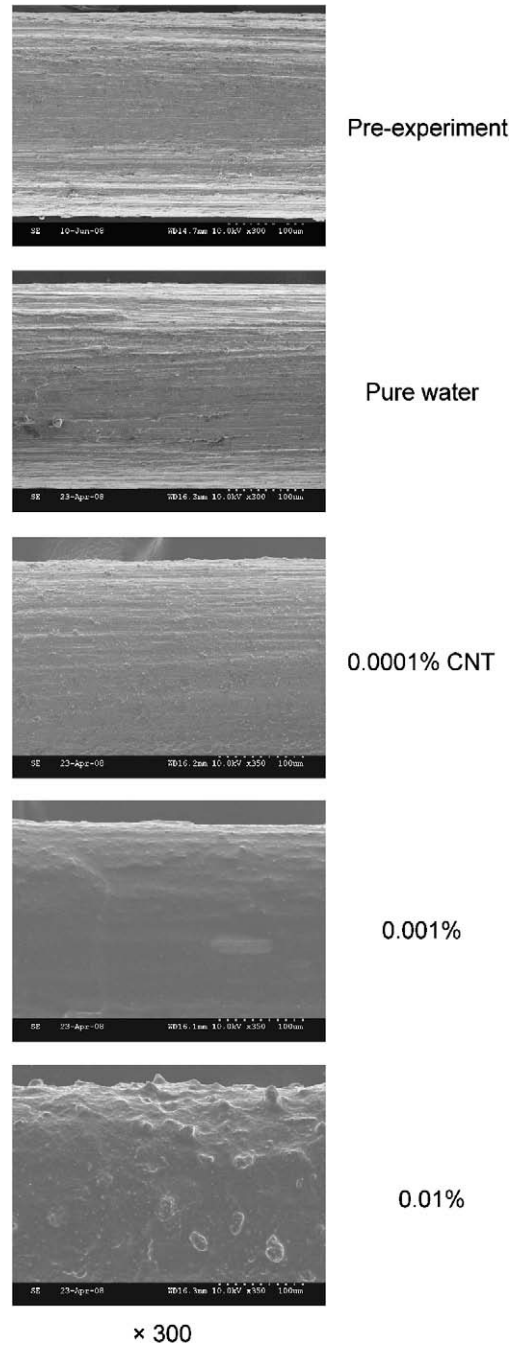 Pre-experiment
SE 10-Jun-08 WD14.7mm 10.0kV x300 100um
Pure water
SE 23-Apr-08 WD16.3mm 10.0kV x300 100um
0.0001% CNT
SE 23-Apr-08 WD16.2mm 10.0kV x350 100um
0.001%
SE 23-Apr-08 WD16.1mm 10.0kV x350 100um
0.01%
SE 23-Apr-08 WD16.3mm 10.0kV x350 100um
× 300